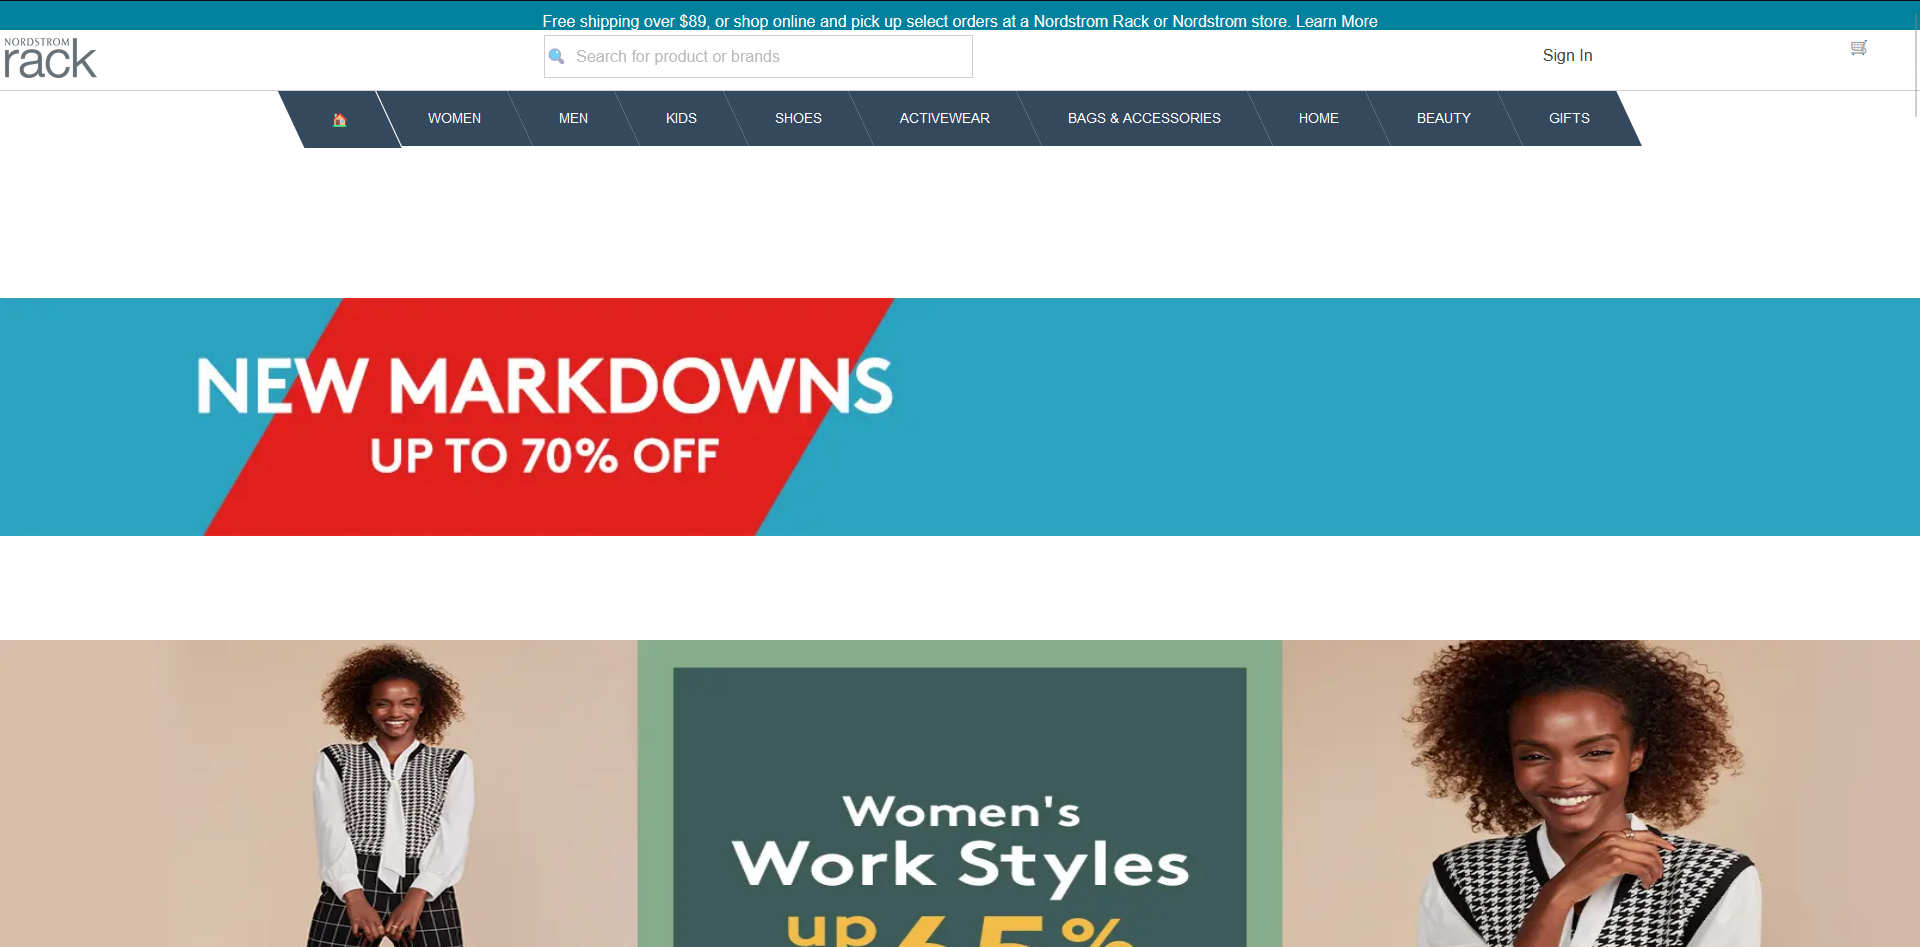 Free shipping over $89, or shop online and pick up select orders at a Nordstrom Rack or Nordstrom store. Learn More
NORDSTROM
rack
Search for product or brands
Sign In
WOMEN
MEN
KIDS
SHOES
ACTIVEWEAR
BAGS & ACCESSORIES
HOME
BEAUTY
GIFTS
NEW MARKDOWNS
UP TO 70% OFF
Women's
Work Styles
up 65%